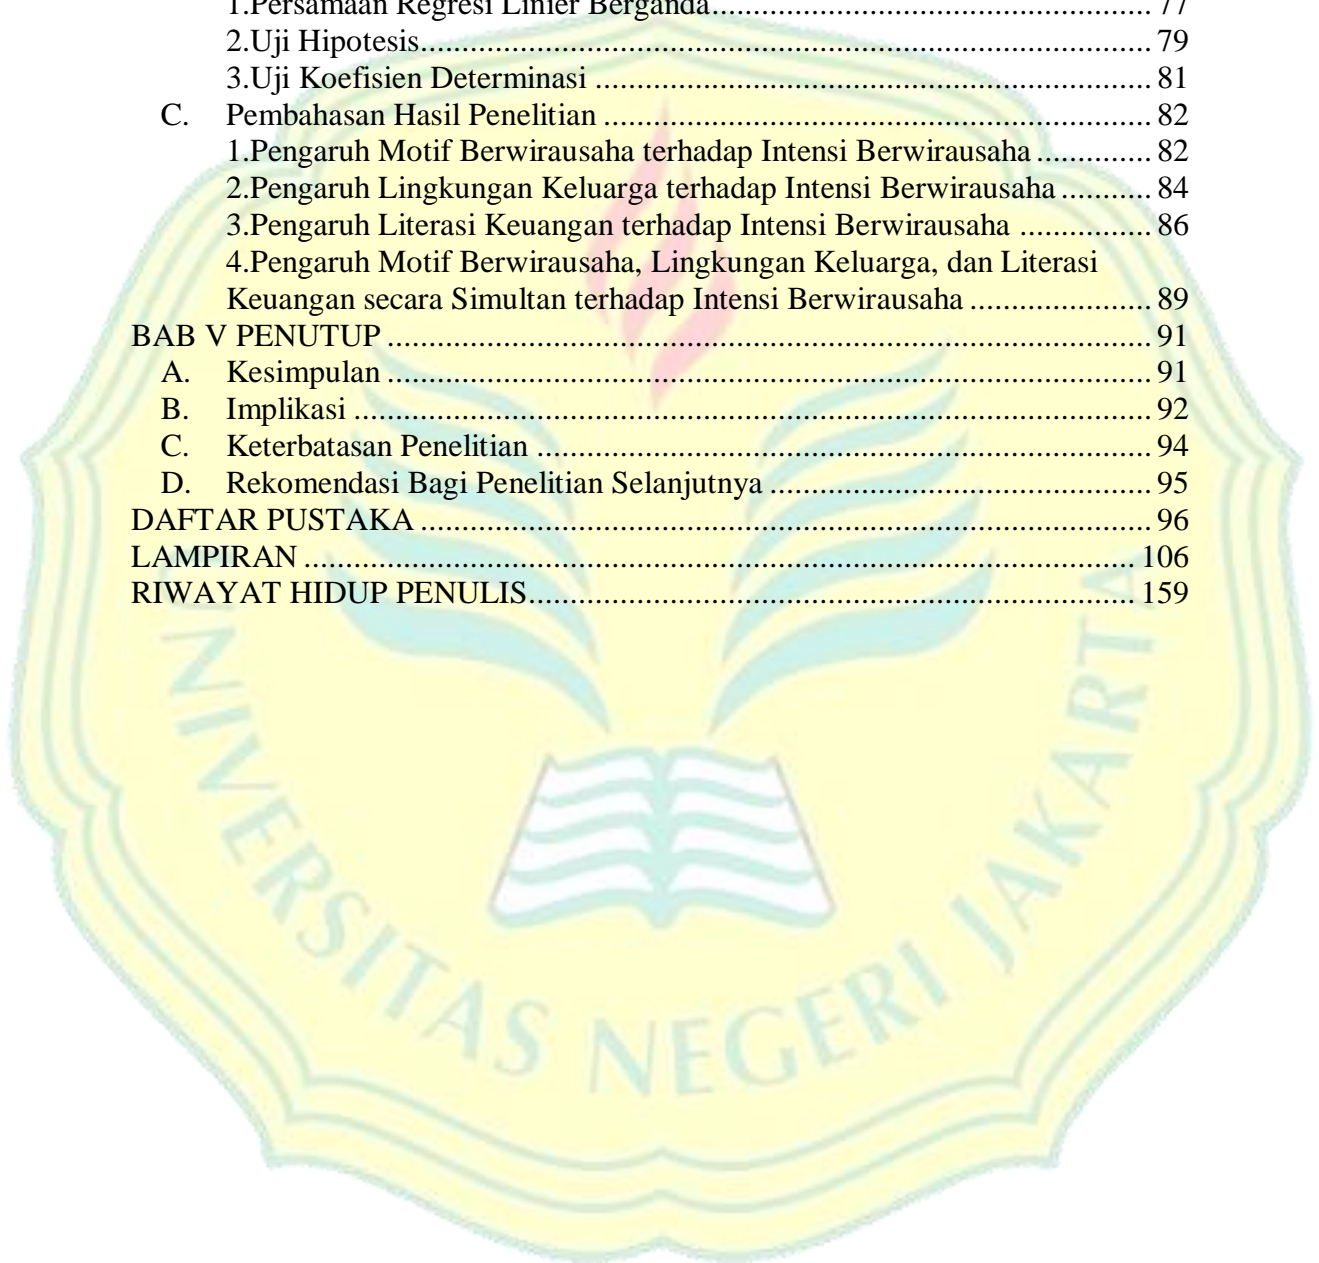 1.Persamaan Regresi Linier Berganda.................................................... 77
2.Uji Hipotesis......................................................................................... 79
3.Uji Koefisien Determinasi .................................................................... 81
C. Pembahasan Hasil Penelitian ................................................................... 82
1.Pengaruh Motif Berwirausaha terhadap Intensi Berwirausaha .............. 82
2.Pengaruh Lingkungan Keluarga terhadap Intensi Berwirausaha ........... 84
3.Pengaruh Literasi Keuangan terhadap Intensi Berwirausaha ................ 86
4.Pengaruh Motif Berwirausaha, Lingkungan Keluarga, dan Literasi
Keuangan secara Simultan terhadap Intensi Berwirausaha ...................... 89
BAB V PENUTUP ............................................................................................. 91
A. Kesimpulan ............................................................................................. 91
B. Implikasi ................................................................................................. 92
C. Keterbatasan Penelitian ........................................................................... 94
D. Rekomendasi Bagi Penelitian Selanjutnya ............................................... 95
DAFTAR PUSTAKA ......................................................................................... 96
LAMPIRAN ..................................................................................................... 106
RIWAYAT HIDUP PENULIS.......................................................................... 159
UNIVERSITAS NEGERI JAKARTA